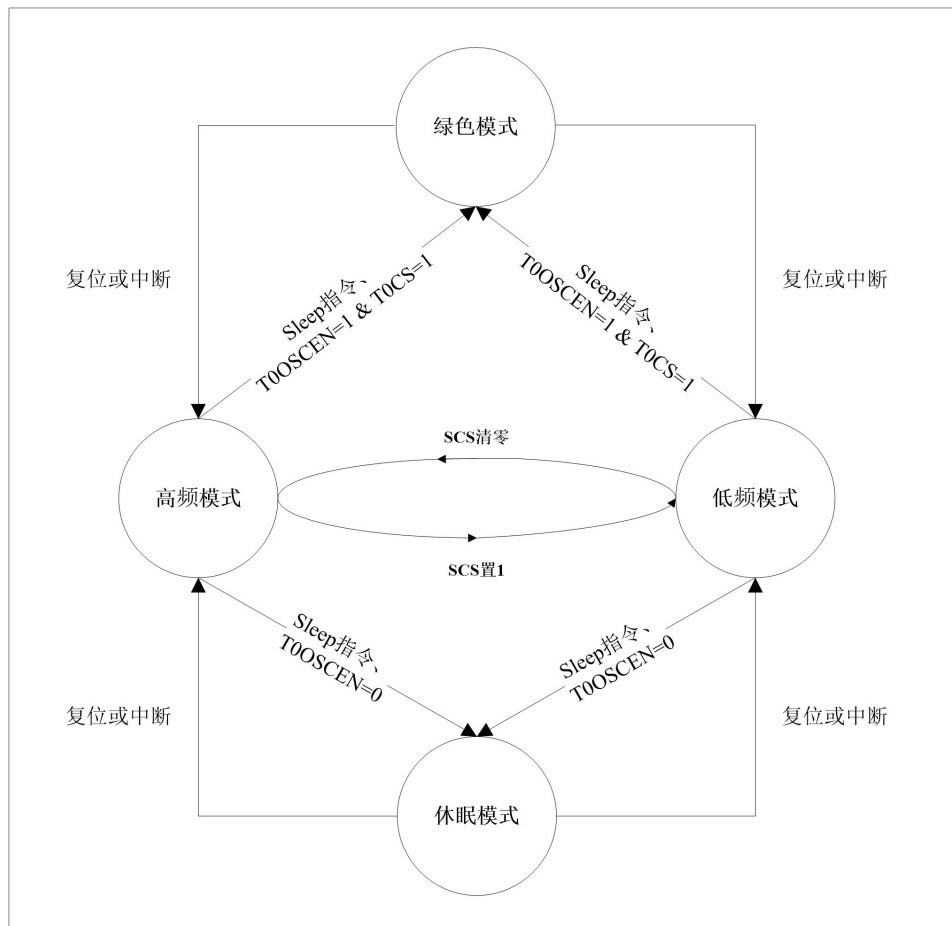 绿色模式
复位或中断
Sleep指令、
T0OSCEN=1 & T0CS=1
Sleep指令、
T0OSCEN=1 & T0CS=1
复位或中断
SCS清零
高频模式
低频模式
SCS置1
Sleep指令、
T0OSCEN=0
Sleep指令、
T0OSCEN=0
复位或中断
复位或中断
休眠模式